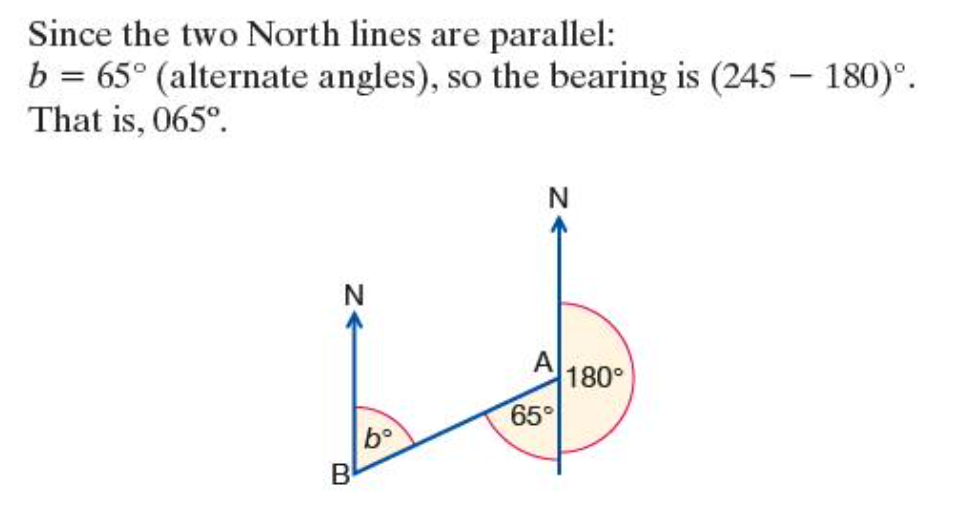 Since the two North lines are parallel:
b = 65° (alternate angles), so the bearing is (245 − 180)°.
That is, 065º.
N
N
A
180°
65°
b°
B